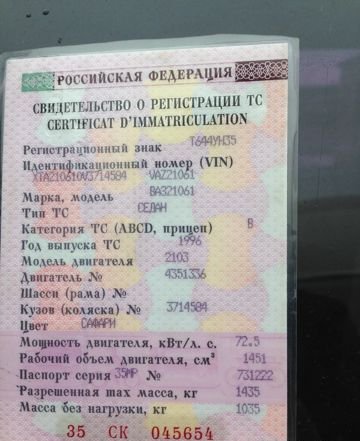 РОССИЙСКАЯ ФЕДЕРАЦИЯ
СВИДЕТЕЛЬСТВО О РЕГИСТРАЦИИ ТС
CERTIFICAT D'IMMATRICULATION
Регистрационный знак Т644УН35
Идентификационный номер (VIN)
XTA210610V3714584 VAZ21061
Марка, модель ВАЗ21061
Тип ТС СЕДАН
Категория ТС (ABCD, прицеп) B
Год выпуска ТС 1996
Модель двигателя 2103
Двигатель № 4351336
Шасси (рама) №
Кузов (коляска) № 3714584
Цвет САФАРИ
Мощность двигателя, кВт/л. с. 72.5
Рабочий объем двигателя, см³ 1451
Паспорт серия 35МР № 731222
Разрешенная max масса, кг 1435
Масса без нагрузки, кг 1035
35 СК 045654